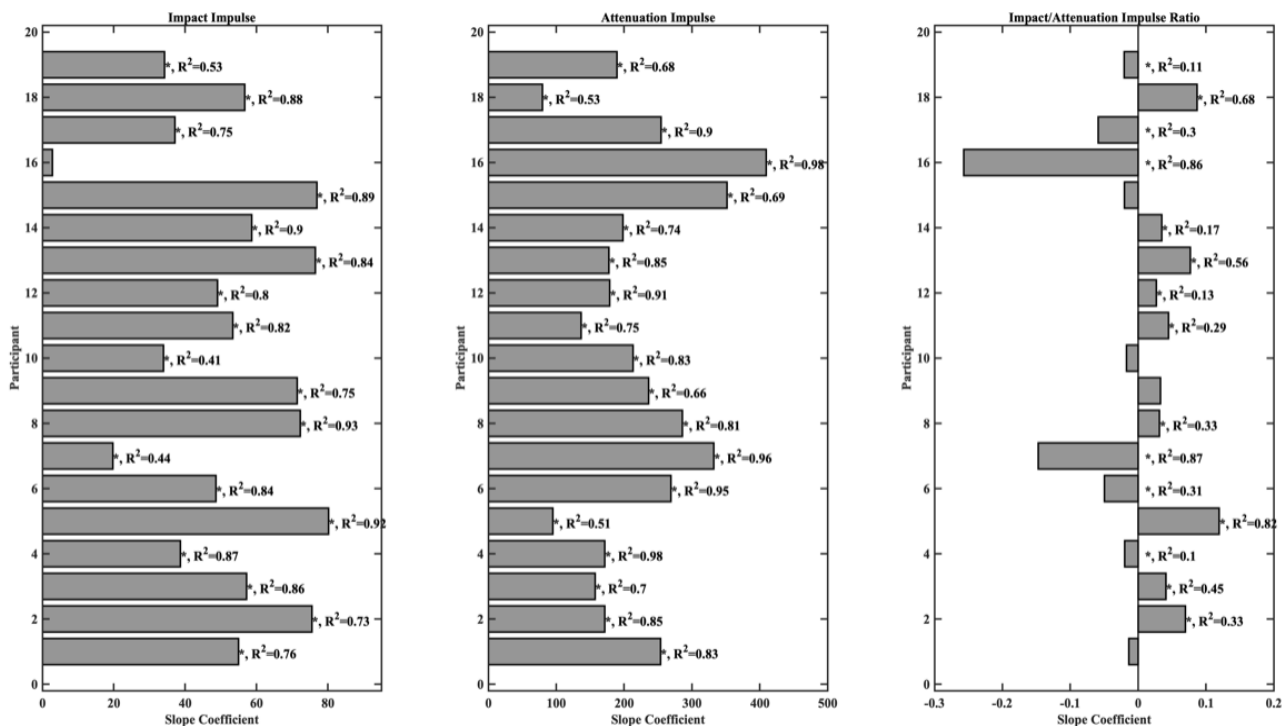 Impact Impulse
20
*, R²=0.53
18
*, R²=0.88
*, R²=0.75
16
*, R²=0.89
14
*, R²=0.9
*, R²=0.84
12
*, R²=0.8
*, R²=0.82
10
*, R²=0.41
*, R²=0.75
8
*, R²=0.93
*, R²=0.44
6
*, R²=0.84
*, R²=0.92
4
*, R²=0.87
*, R²=0.86
2
*, R²=0.73
*, R²=0.76
0
Participant
0 20 40 60 80
Slope Coefficient
Attenuation Impulse
20
*, R²=0.68
18
*, R²=0.53
*, R²=0.9
16
*, R²=0.98
*, R²=0.69
14
*, R²=0.74
*, R²=0.85
12
*, R²=0.91
*, R²=0.75
10
*, R²=0.83
*, R²=0.66
8
*, R²=0.81
*, R²=0.96
6
*, R²=0.95
*, R²=0.51
4
*, R²=0.98
*, R²=0.7
2
*, R²=0.85
*, R²=0.83
0
Participant
0 100 200 300 400 500
Slope Coefficient
Impact/Attenuation Impulse Ratio
20
*, R²=0.11
18
*, R²=0.68
*, R²=0.3
16
*, R²=0.86
14
*, R²=0.17
*, R²=0.56
12
*, R²=0.13
*, R²=0.29
10
8
*, R²=0.33
*, R²=0.87
6
*, R²=0.31
*, R²=0.82
4
*, R²=0.1
*, R²=0.45
2
*, R²=0.33
0
Participant
-0.3 -0.2 -0.1 0 0.1 0.2
Slope Coefficient